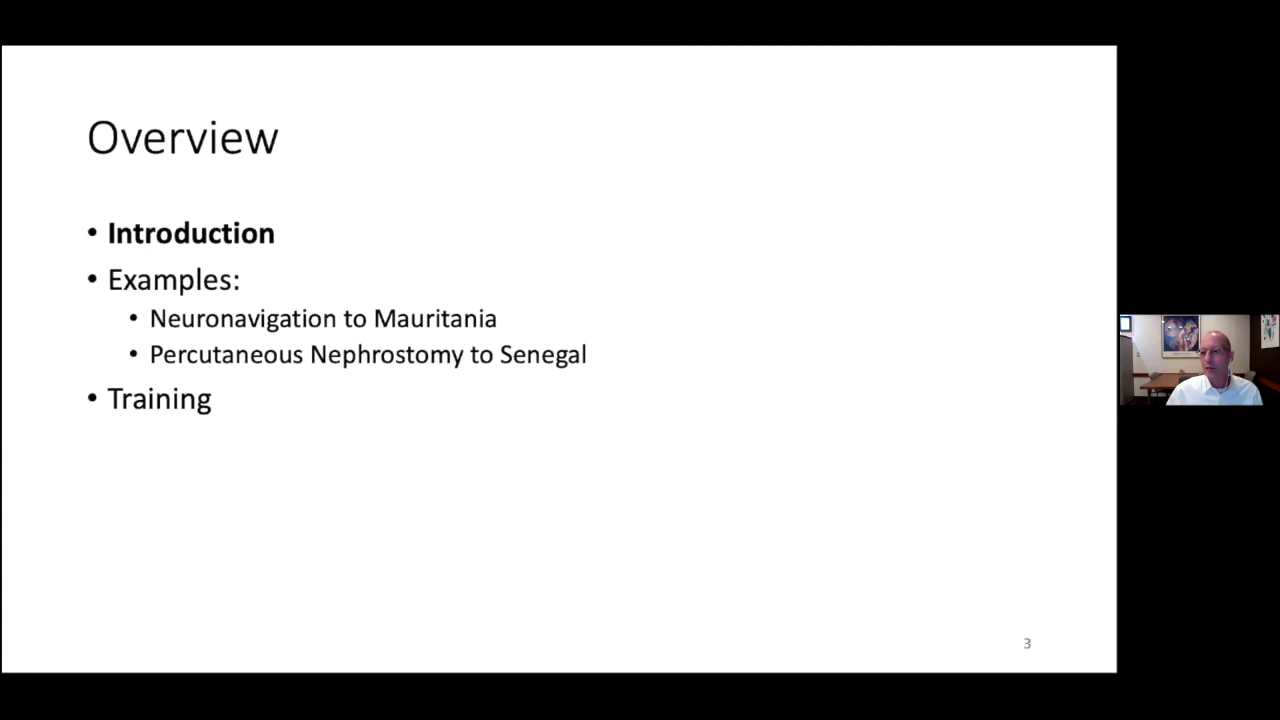 Overview
• Introduction
• Examples:
• Neuronavigation to Mauritania
• Percutaneous Nephrostomy to Senegal
• Training
3